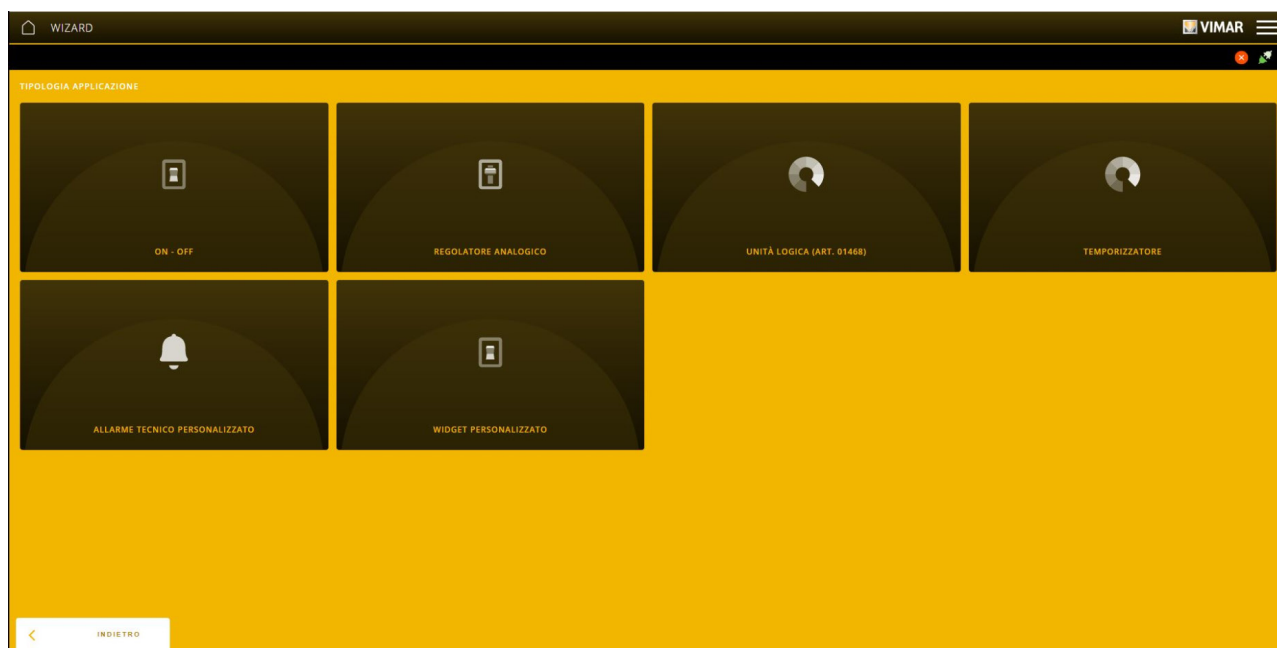 WIZARD
VIMAR
TIPOLOGIA APPLICAZIONE
ON - OFF
REGOLATORE ANALOGICO
UNITÀ LOGICA (ART. 01468)
TEMPORIZZATORE
ALLARME TECNICO PERSONALIZZATO
WIDGET PERSONALIZZATO
INDIETRO